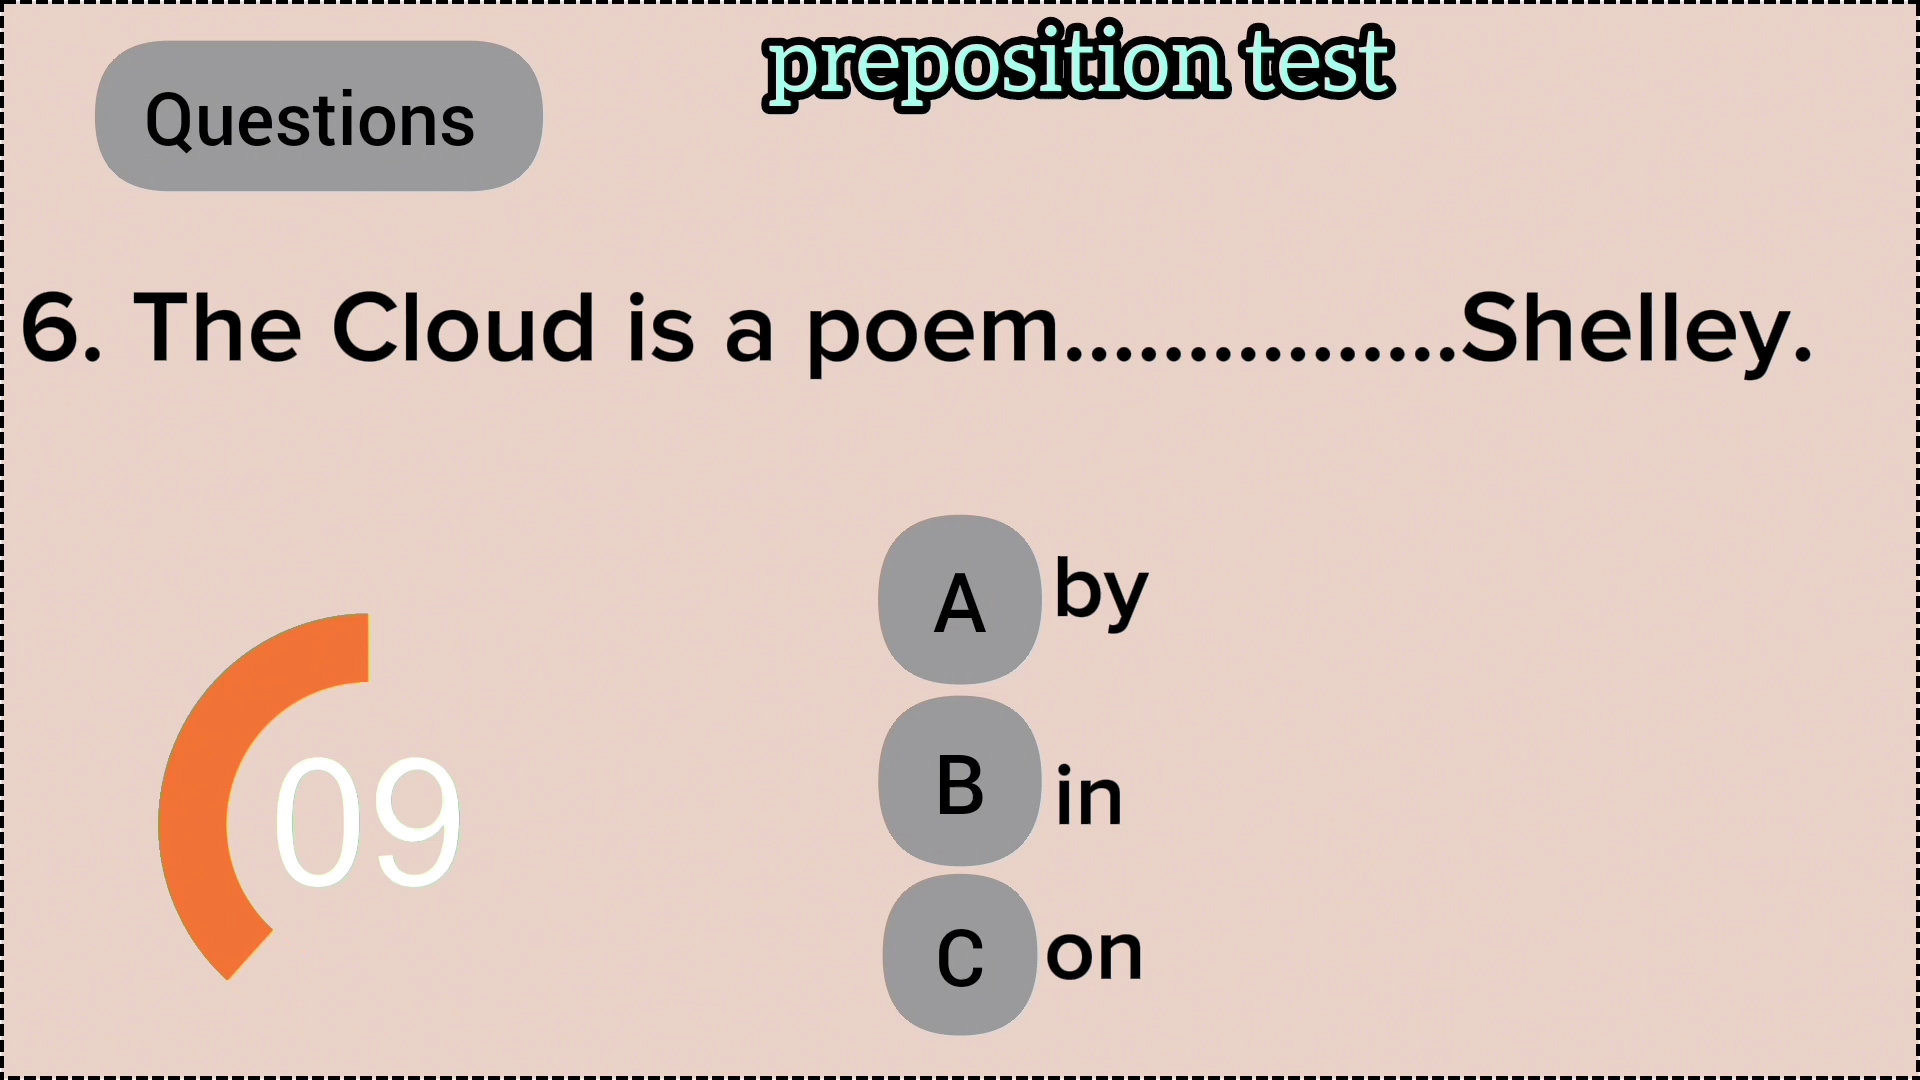 preposition test
Questions
6. The Cloud is a poem...............Shelley.
A by
B in
09
C on